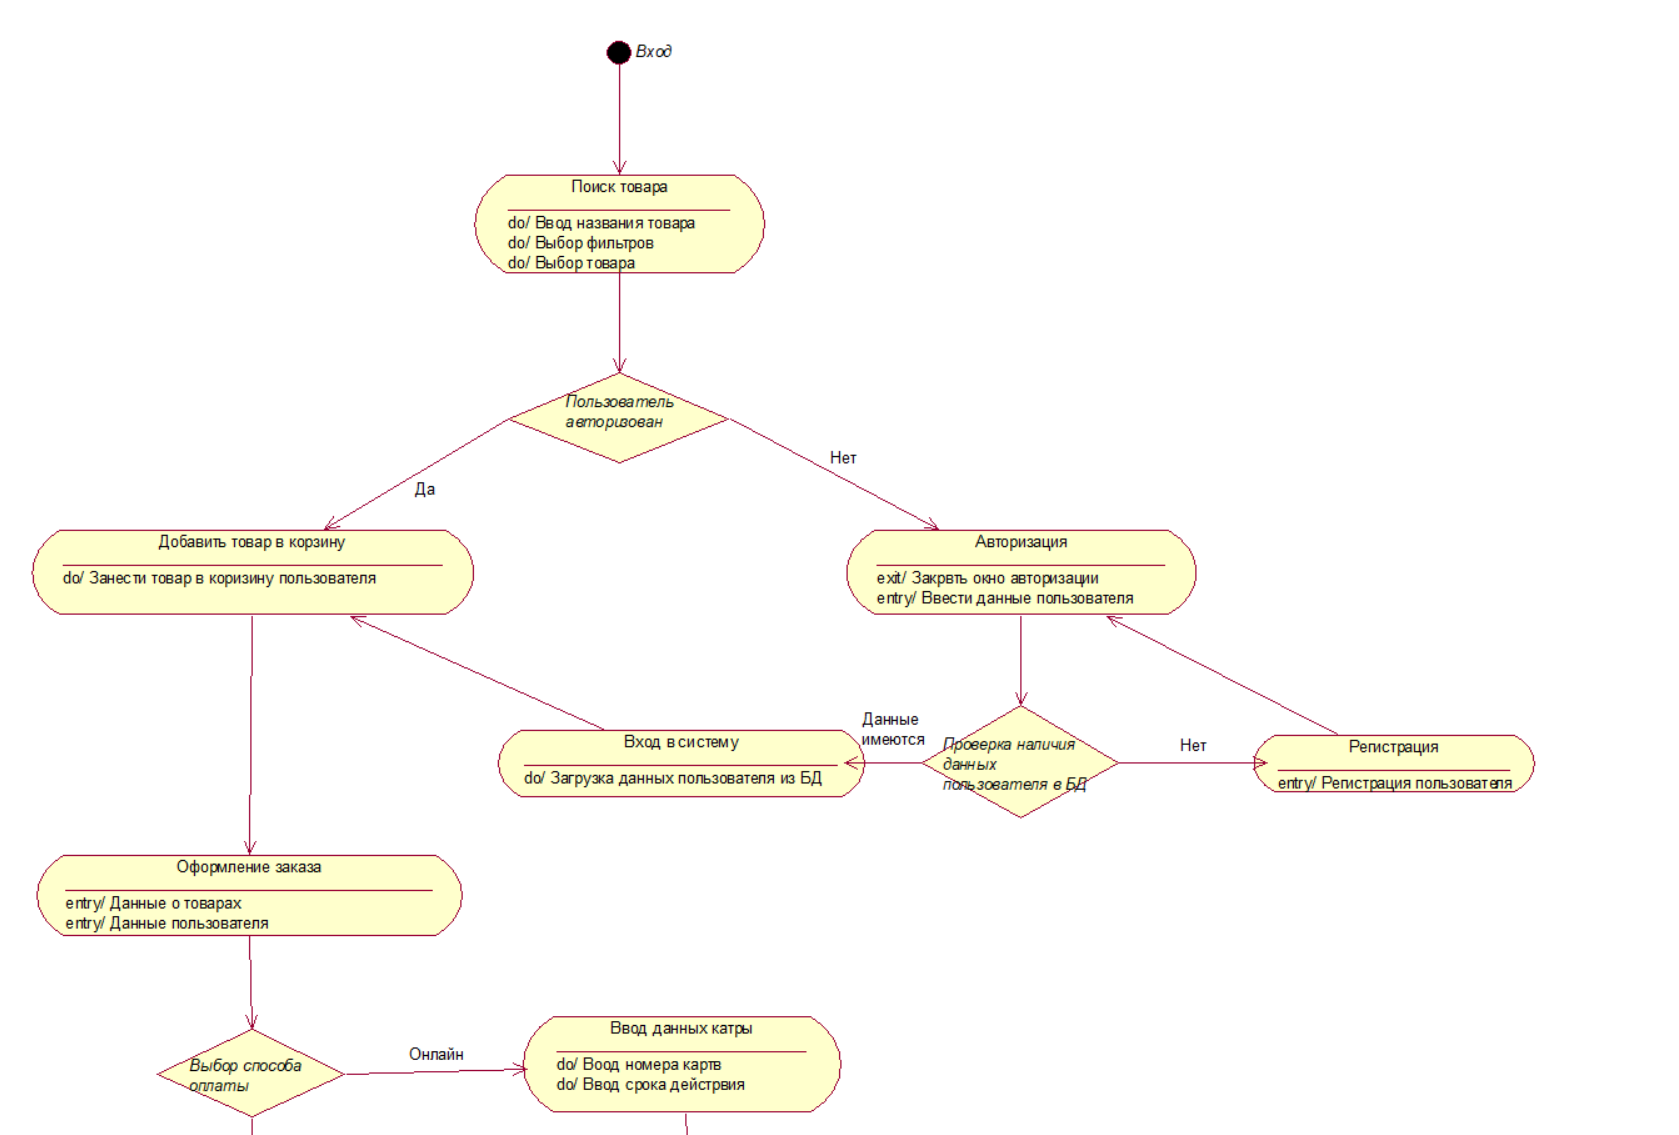 Вход
Поиск товара
do/ Ввод названия товара
do/ Выбор фильтров
do/ Выбор товара
Пользователь
авторизован
Да
Нет
Добавить товар в корзину
do/ Занести товар в коризину пользователя
Авторизация
exit/ Закрвть окно авторизации
entry/ Ввести данные пользователя
Вход в систему
do/ Загрузка данных пользователя из БД
Данные
имеются
Проверка наличия
данных
пользователя в БД
Нет
Регистрация
entry/ Регистрация пользователя
Оформление заказа
entry/ Данные о товарах
entry/ Данные пользователя
Выбор способа
оплаты
Онлайн
Ввод данных катры
do/ Воод номера картв
do/ Ввод срока действвия